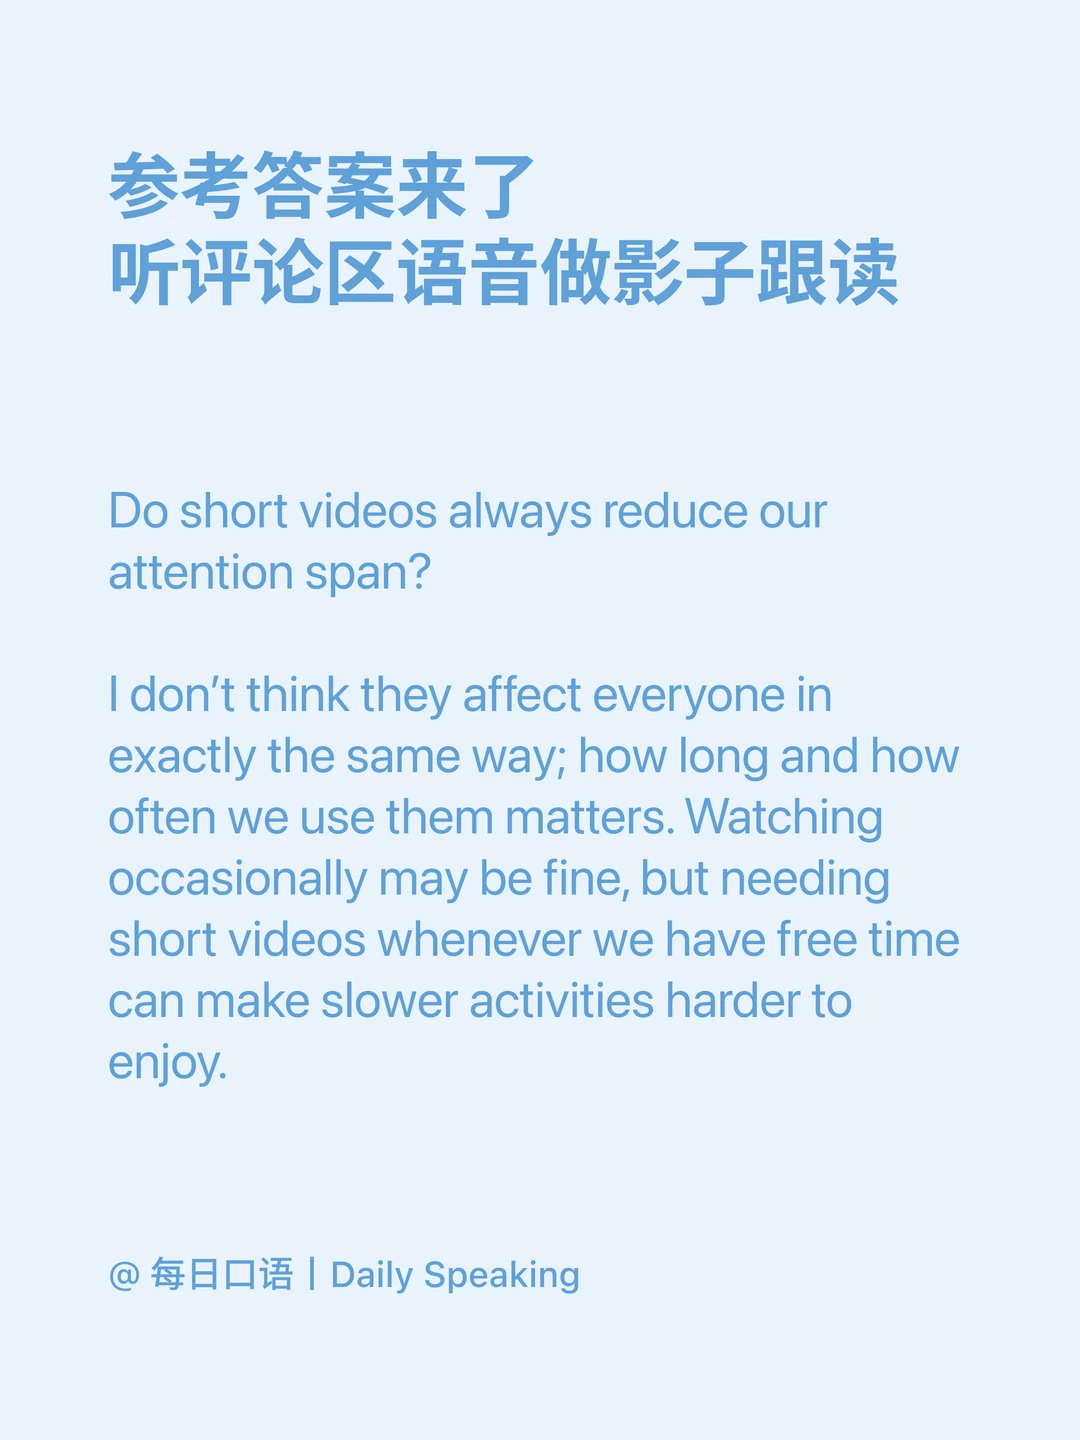 参考答案来了
听评论区语音做影子跟读
Do short videos always reduce our
attention span?
I don’t think they affect everyone in
exactly the same way; how long and how
often we use them matters. Watching
occasionally may be fine, but needing
short videos whenever we have free time
can make slower activities harder to
enjoy.
@ 每日口语｜Daily Speaking